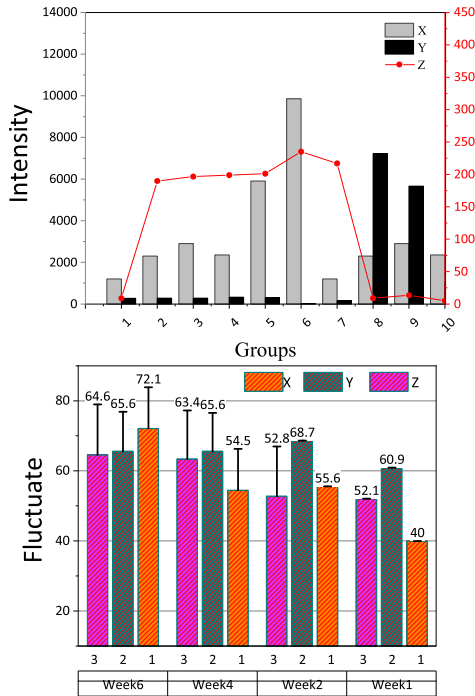 14000
12000
10000
8000
6000
4000
2000
0
Intensity
450
400
350
300
250
200
150
100
50
0
X
Y
Z
1 2 3 4 5 6 7 8 9 10
Groups
80
60
40
20
Fluctuate
X Y Z
64.6 65.6 72.1 63.4 65.6 54.5 52.8 68.7 55.6 52.1 60.9 40
3 2 1 3 2 1 3 2 1 3 2 1
Week6 Week4 Week2 Week1